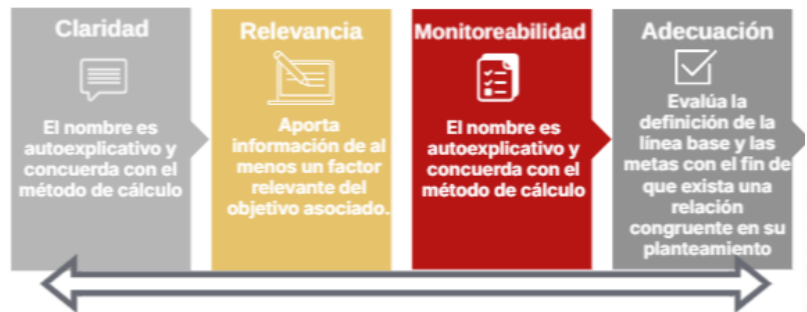 Claridad
El nombre es
autoexplicativo y
concuerda con el
método de cálculo
Relevancia
Aporta
información de al
menos un factor
relevante del
objetivo asociado.
Monitoreabilidad
El nombre es
autoexplicativo y
concuerda con el
método de cálculo
Adecuación
Evalúa la
definición de la
línea base y las
metas con el fin de
que exista una
relación
congruente en su
planteamiento